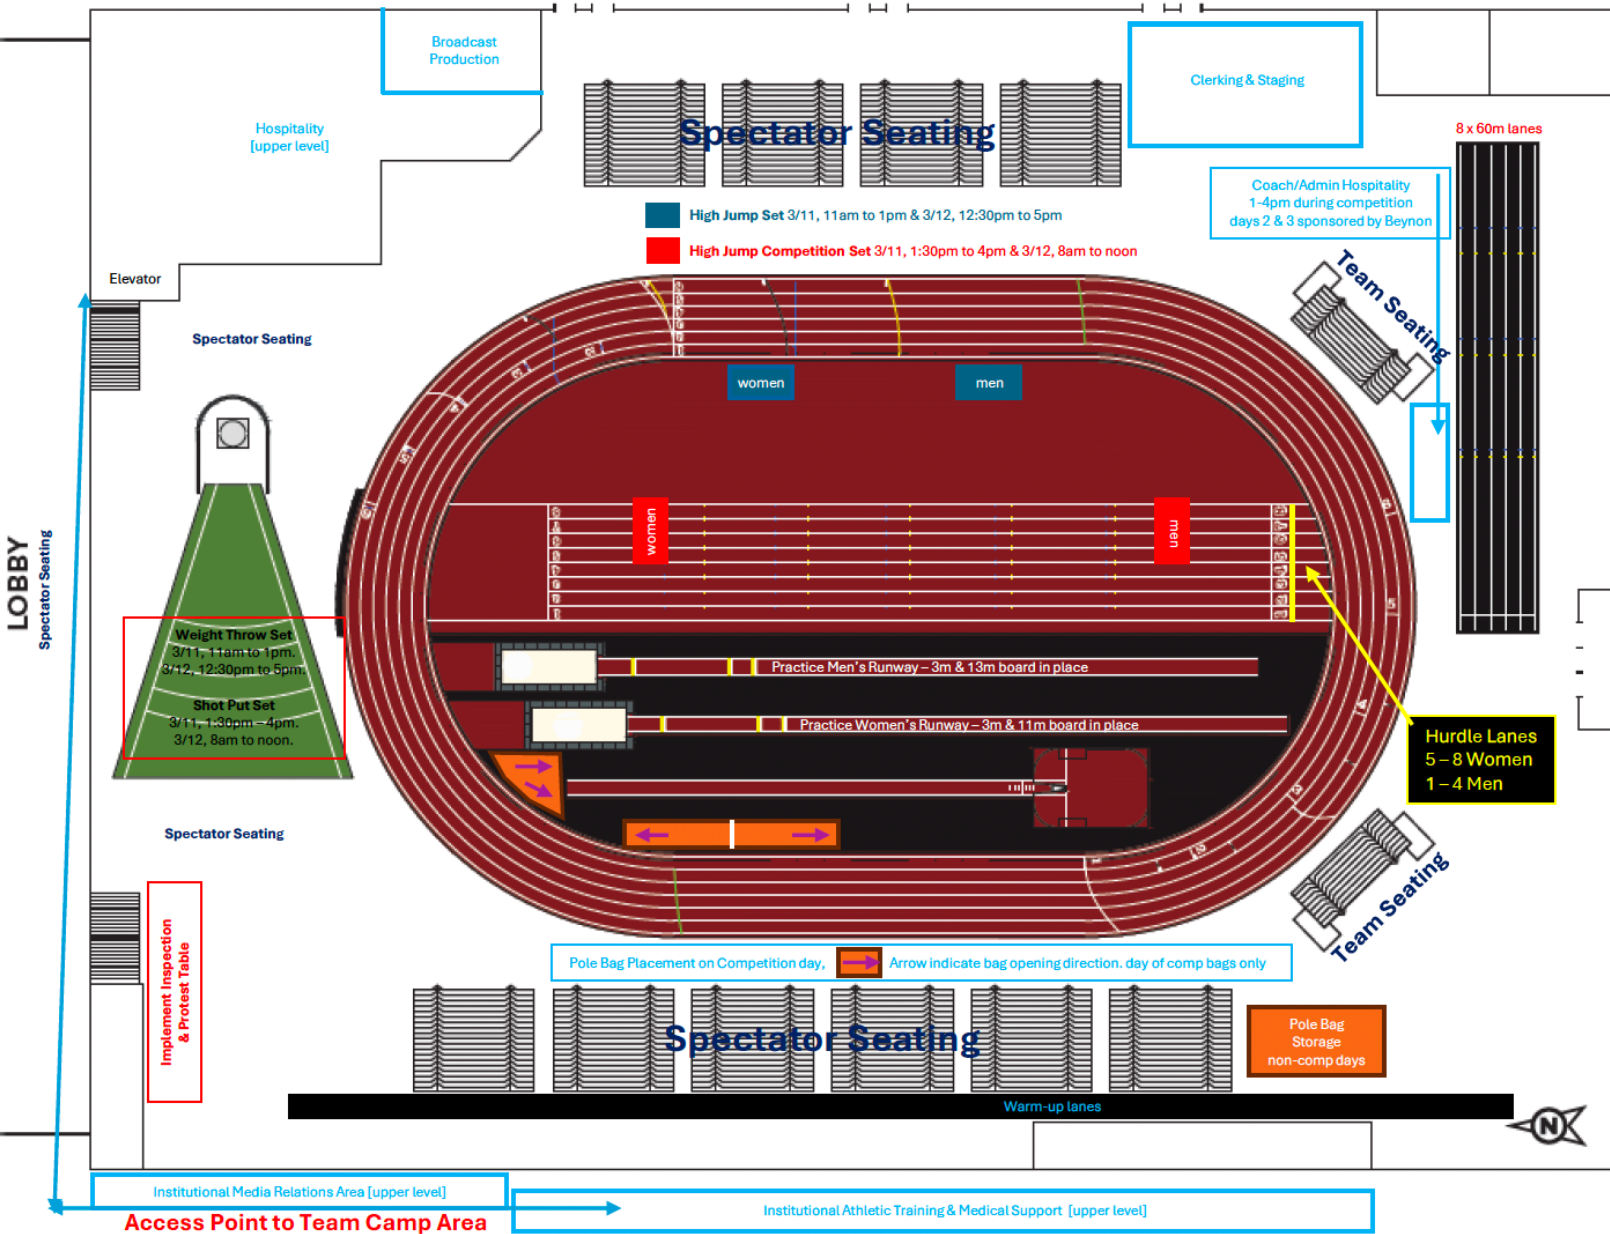 Broadcast
Production
Clerking & Staging
Hospitality
[upper level]
Spectator Seating
8 x 60m lanes
Coach/Admin Hospitality
1-4pm during competition
days 2 & 3 sponsored by Beynon
High Jump Set 3/11, 11am to 1pm & 3/12, 12:30pm to 5pm
High Jump Competition Set 3/11, 1:30pm to 4pm & 3/12, 8am to noon
Elevator
Team Seating
Spectator Seating
women
men
women
men
LOBBY
Spectator Seating
Weight Throw Set
3/11, 11am to 1pm.
3/12, 12:30pm to 5pm.
Shot Put Set
3/11, 1:30pm – 4pm.
3/12, 8am to noon.
Practice Men's Runway – 3m & 13m board in place
Practice Women's Runway – 3m & 11m board in place
Hurdle Lanes
5 – 8 Women
1 – 4 Men
Spectator Seating
Team Seating
Implement Inspection
& Protest Table
Pole Bag Placement on Competition day,
Arrow indicate bag opening direction. day of comp bags only
Spectator Seating
Pole Bag
Storage
non-comp days
Warm-up lanes
N
Institutional Media Relations Area [upper level]
Institutional Athletic Training & Medical Support [upper level]
Access Point to Team Camp Area